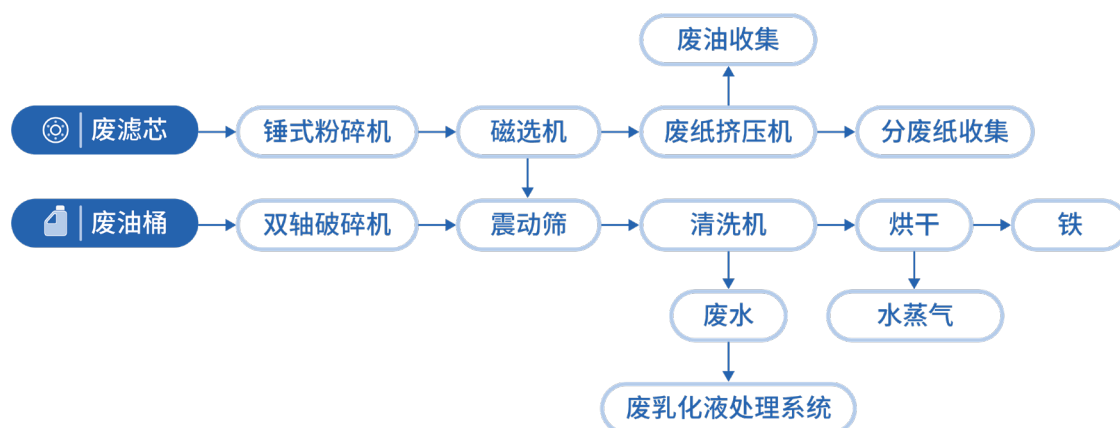 废油收集
废滤芯
锤式粉碎机
磁选机
废纸挤压机
分废纸收集
废油桶
双轴破碎机
震动筛
清洗机
烘干
铁
废水
水蒸气
废乳化液处理系统